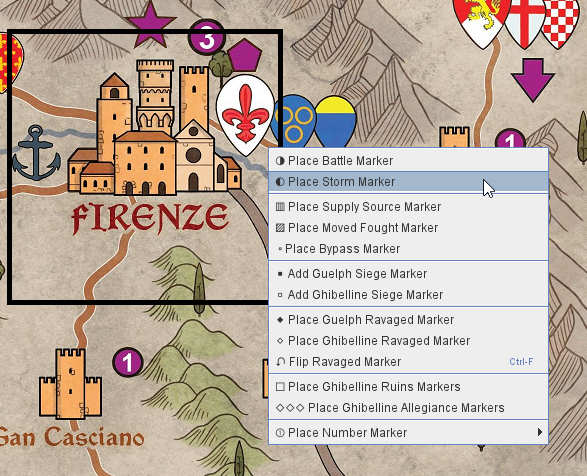 3
FIRENZE
1
Place Battle Marker
Place Storm Marker
Place Supply Source Marker
Place Moved Fought Marker
Place Bypass Marker
Add Guelph Siege Marker
Add Ghibelline Siege Marker
Place Guelph Ravaged Marker
Place Ghibelline Ravaged Marker
Flip Ravaged Marker Ctrl-F
Place Ghibelline Ruins Markers
Place Ghibelline Allegiance Markers
Place Number Marker
1
San Casciano